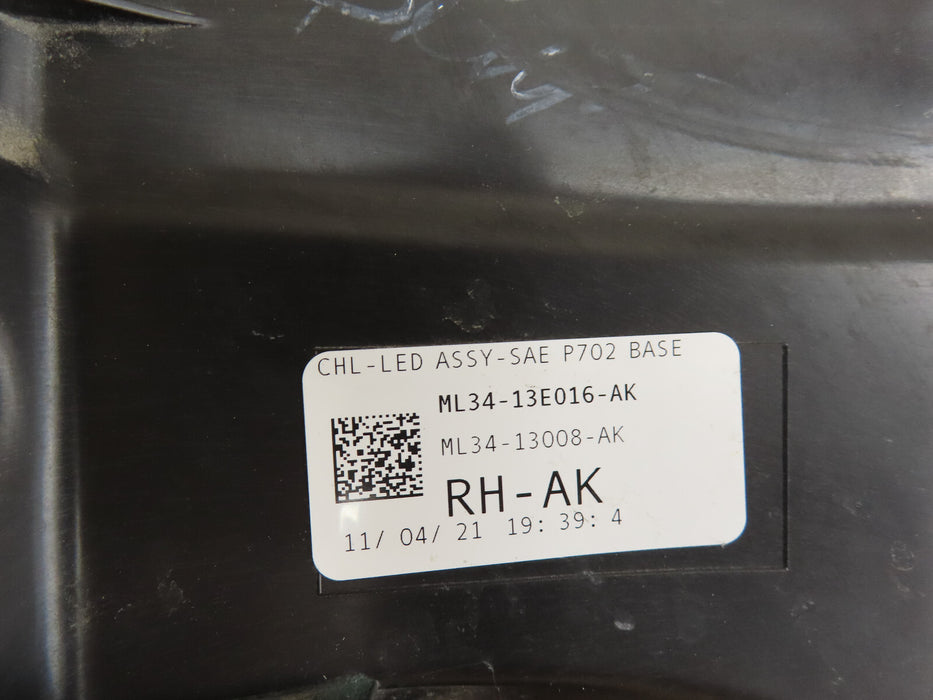 CHL-LED ASSY-SAE P702 BASE
ML34-13E016-AK
ML34-13008-AK
RH-AK
11/ 04/ 21 19: 39: 4